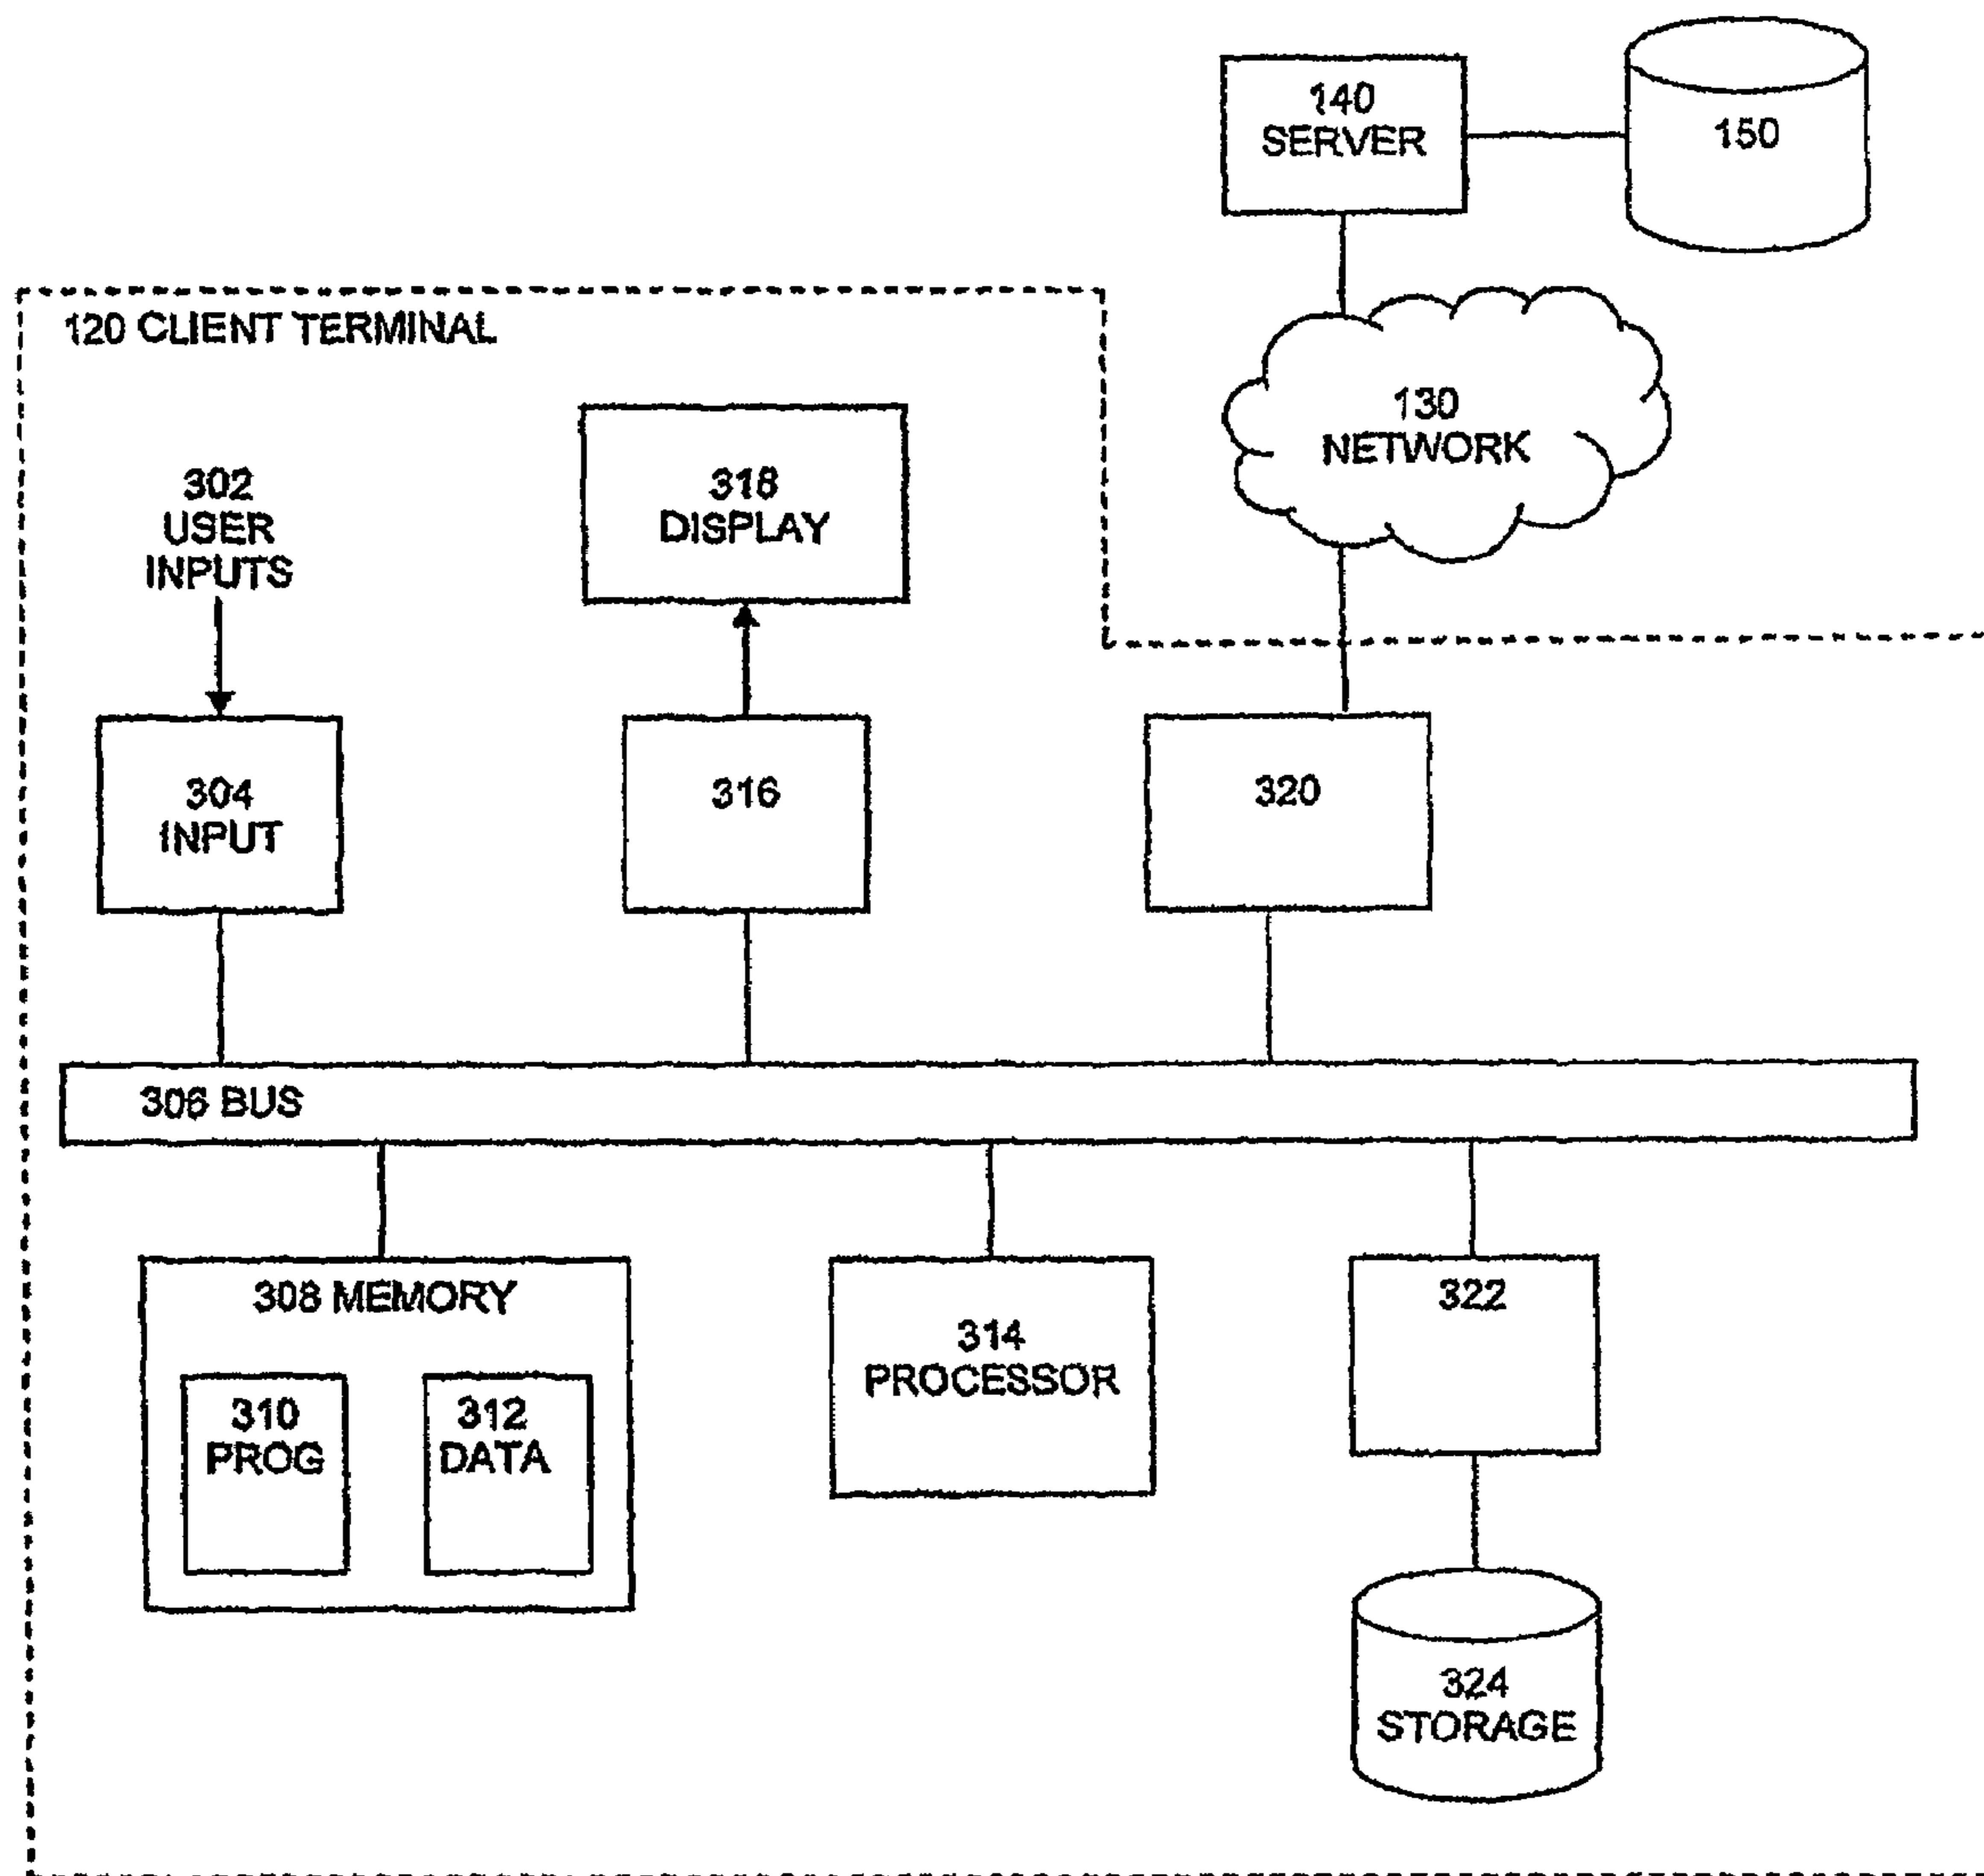 140
SERVER
150
120 CLIENT TERMINAL
130
NETWORK
302
USER
INPUTS
318
DISPLAY
304
INPUT
316
320
306 BUS
308 MEMORY
310
PROG
312
DATA
314
PROCESSOR
322
324
STORAGE